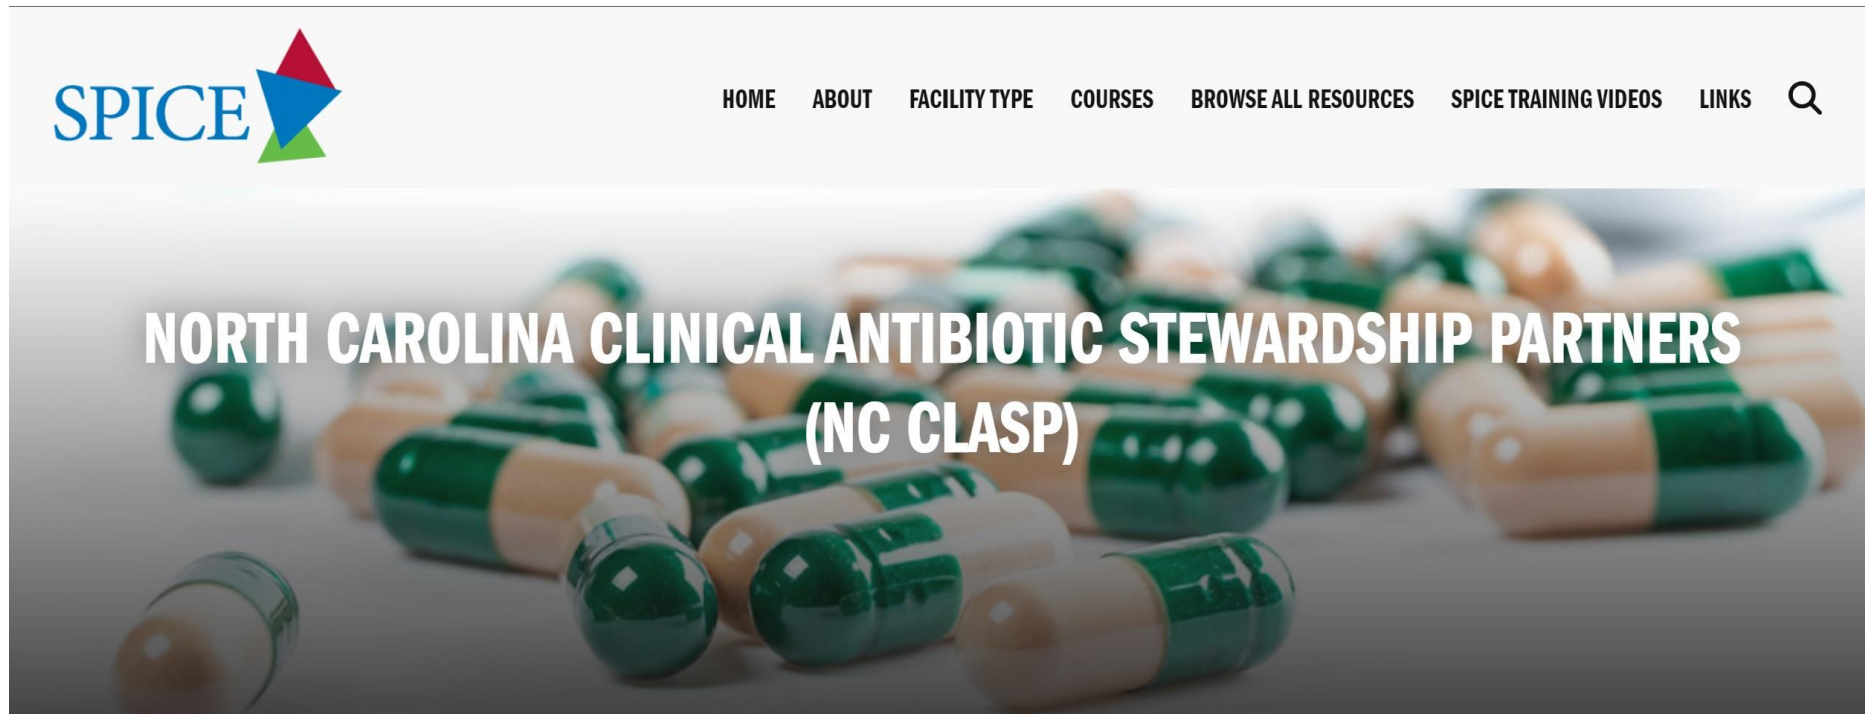 SPICE
HOME ABOUT FACILITY TYPE COURSES BROWSE ALL RESOURCES SPICE TRAINING VIDEOS LINKS
NORTH CAROLINA CLINICAL ANTIBIOTIC STEWARDSHIP PARTNERS
(NC CLASP)